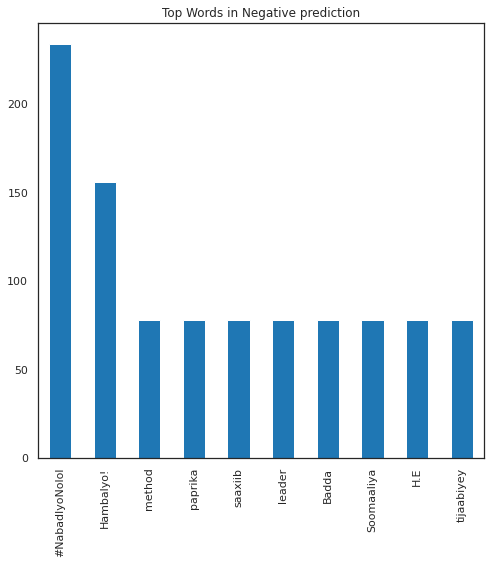 Top Words in Negative prediction
200
150
100
50
0
#NabadIyoNolol
Hambalyo!
method
paprika
saaxiib
leader
Badda
Soomaaliya
H.E
tijaabiyey